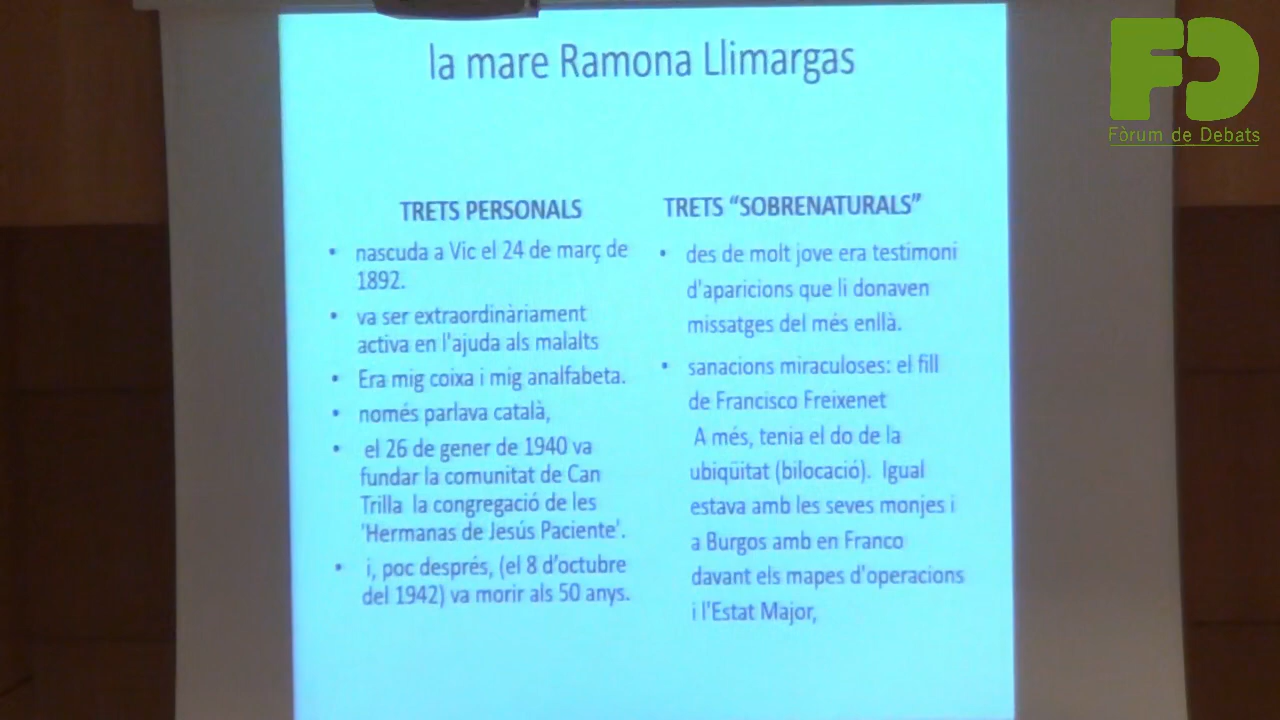 la mare Ramona Llimargas
TRETS PERSONALS
• nascuda a Vic el 24 de març de
1892.
• va ser extraordinàriament
activa en l'ajuda als malalts
• Era mig coixa i mig analfabeta.
• només parlava català,
• el 26 de gener de 1940 va
fundar la comunitat de Can
Trilla la congregació de les
'Hermanas de Jesús Paciente'.
• i, poc després, (el 8 d'octubre
del 1942) va morir als 50 anys.
TRETS “SOBRENATURALS”
• des de molt jove era testimoni
d'aparicions que li donaven
missatges del més enllà.
• sanacions miraculoses: el fill
de Francisco Freixenet
A més, tenia el do de la
ubiqüitat (bilocació). Igual
estava amb les seves monjes i
a Burgos amb en Franco
davant els mapes d'operacions
i l'Estat Major,
FD
Fòrum de Debats